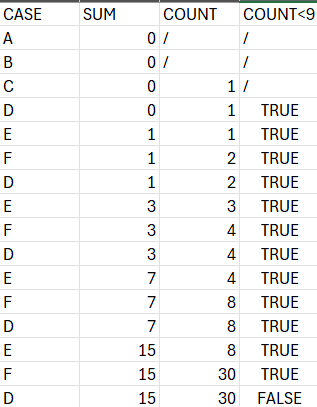 CASE SUM COUNT COUNT<9
A 0 / /
B 0 / /
C 0 1 /
D 0 1 TRUE
E 1 1 TRUE
F 1 2 TRUE
D 1 2 TRUE
E 3 3 TRUE
F 3 4 TRUE
D 3 4 TRUE
E 7 4 TRUE
F 7 8 TRUE
D 7 8 TRUE
E 15 8 TRUE
F 15 30 TRUE
D 15 30 FALSE